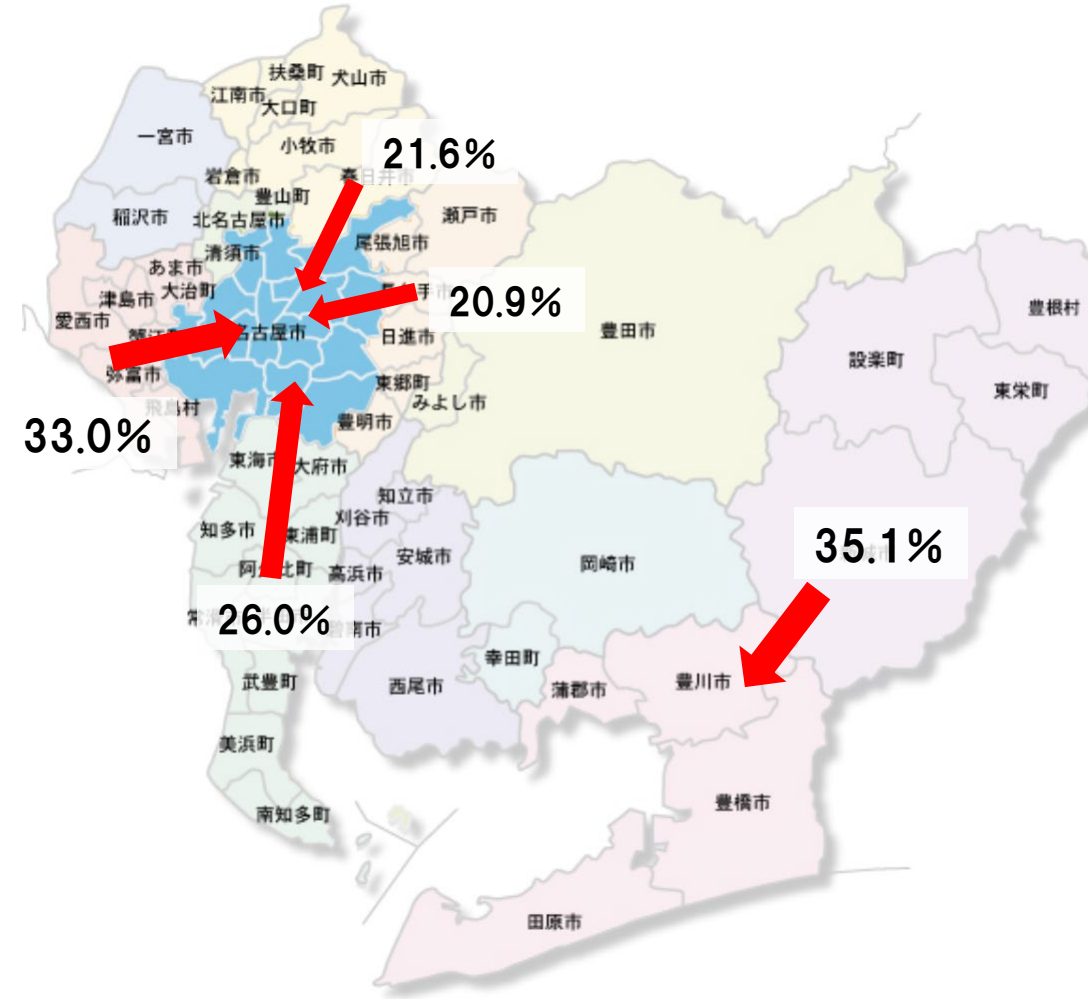 扶桑町
犬山市
江南市
大口町
一宮市
小牧市
21.6%
岩倉市
豊山町
稲沢市
北名古屋市
瀬戸市
清須市
尾張旭市
あま市
大治町
津島市
20.9%
愛西市
名古屋市
日進市
豊田市
豊根村
設楽町
弥富市
東郷町
東栄町
みよし市
飛島村
豊明市
33.0%
東海市
大府市
知立市
知多市
刈谷市
東浦町
安城市
35.1%
岡崎市
高浜市
26.0%
幸田町
武豊町
西尾市
蒲郡市
豊川市
美浜町
豊橋市
南知多町
田原市